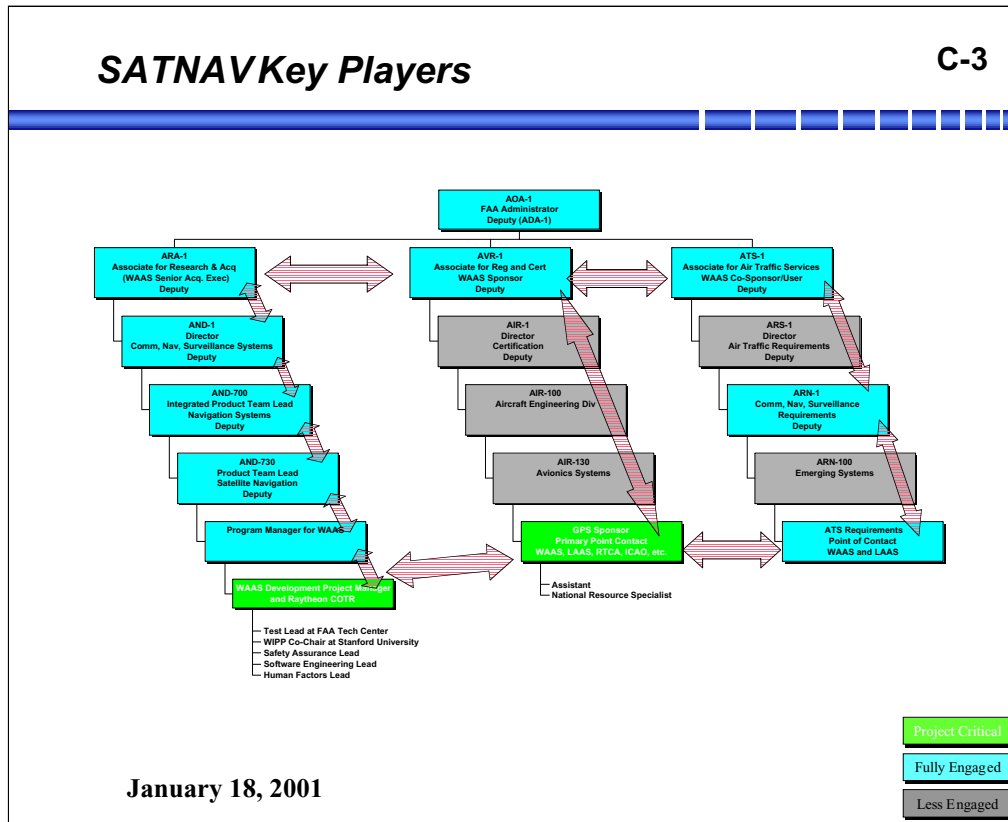 SATNAV Key Players
C-3
AOA-1
FAA Administrator
Deputy (ADA-1)
ARA-1
Associate for Research & Acq
(WAAS Senior Acq. Exec)
Deputy
AVR-1
Associate for Reg and Cert
WAAS Sponsor
Deputy
ATS-1
Associate for Air Traffic Services
WAAS Co-Sponsor/User
Deputy
AND-1
Director
Comm, Nav, Surveillance Systems
Deputy
AIR-1
Director
Certification
Deputy
ARS-1
Director
Air Traffic Requirements
Deputy
AND-700
Integrated Product Team Lead
Navigation Systems
Deputy
AIR-100
Aircraft Engineering Div
ARN-1
Comm, Nav, Surveillance
Requirements
Deputy
AND-730
Product Team Lead
Satellite Navigation
Deputy
AIR-130
Avionics Systems
ARN-100
Emerging Systems
Program Manager for WAAS
GPS Sponsor
Primary Point Contact
WAAS, LAAS, RTCA, ICAO, etc.
ATS Requirements
Point of Contact
WAAS and LAAS
WAAS Development Project Manager
and Raytheon COTR
Assistant
National Resource Specialist
Test Lead at FAA Tech Center
WIPP Co-Chair at Stanford University
Safety Assurance Lead
Software Engineering Lead
Human Factors Lead
Project Critical
Fully Engaged
Less Engaged
January 18, 2001